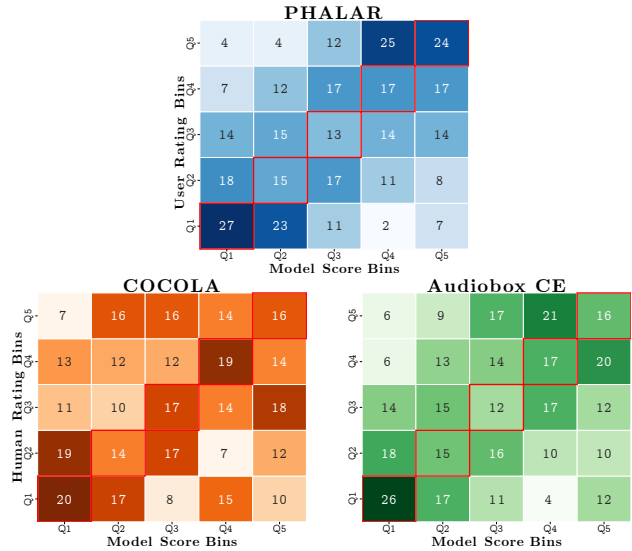 PHALAR
User Rating Bins
Q5 4 4 12 25 24
Q4 7 12 17 17 17
Q3 14 15 13 14 14
Q2 18 15 17 11 8
Q1 27 23 11 2 7
Q1 Q2 Q3 Q4 Q5
Model Score Bins
COCOLA
Human Rating Bins
Q5 7 16 16 14 16
Q4 13 12 12 19 14
Q3 11 10 17 14 18
Q2 19 14 17 7 12
Q1 20 17 8 15 10
Q1 Q2 Q3 Q4 Q5
Model Score Bins
Audiobox CE
Q5 6 9 17 21 16
Q4 6 13 14 17 20
Q3 14 15 12 17 12
Q2 18 15 16 10 10
Q1 26 17 11 4 12
Q1 Q2 Q3 Q4 Q5
Model Score Bins